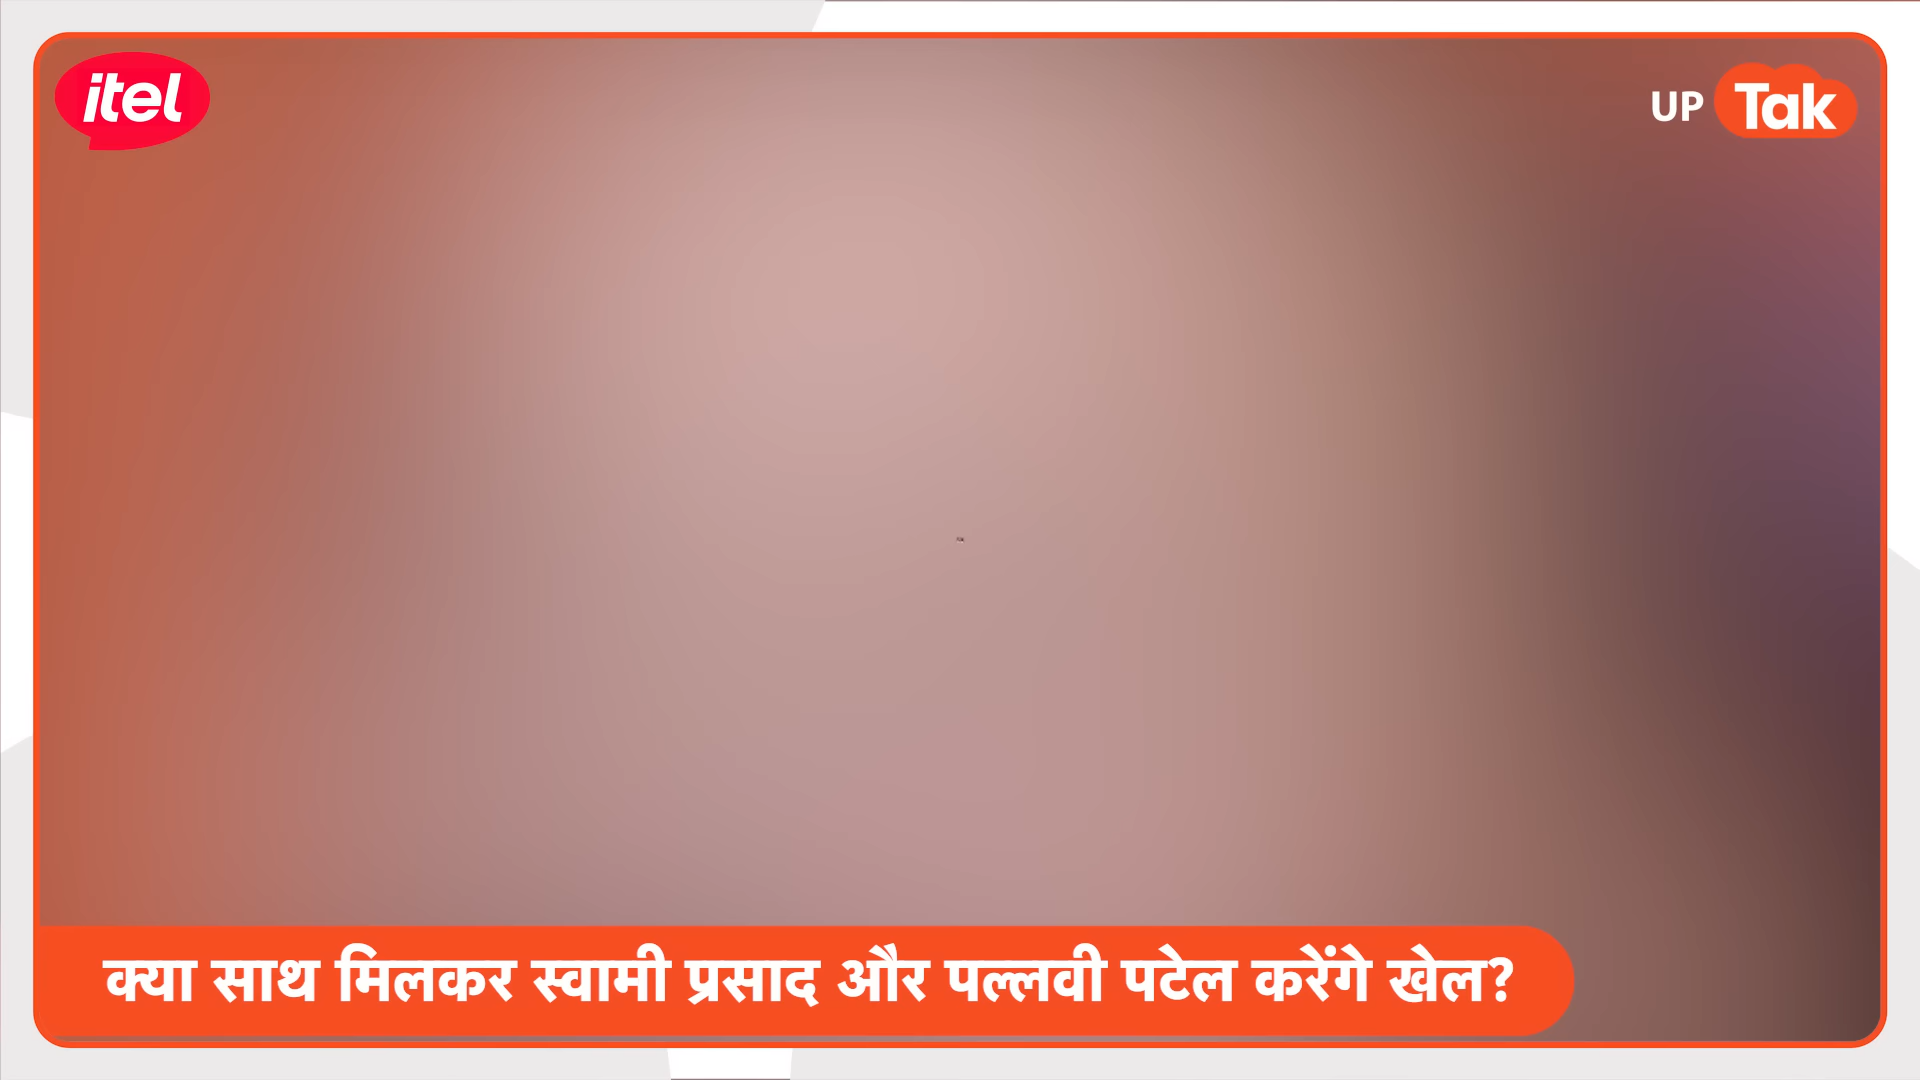 itel
UP Tak
क्या साथ मिलकर स्वामी प्रसाद और पल्लवी पटेल करेंगे खेल?